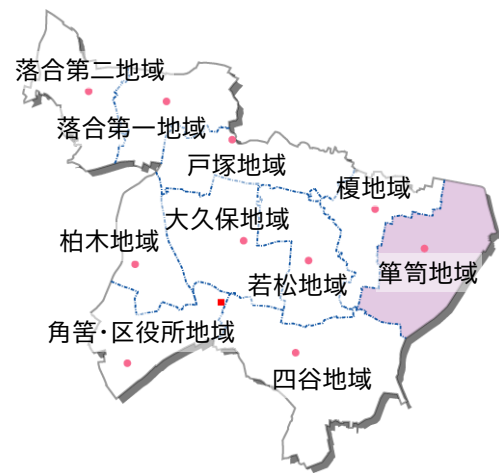 落合第二地域
落合第一地域
戸塚地域
榎地域
大久保地域
柏木地域
若松地域
箪笥地域
角筈･区役所地域
四谷地域